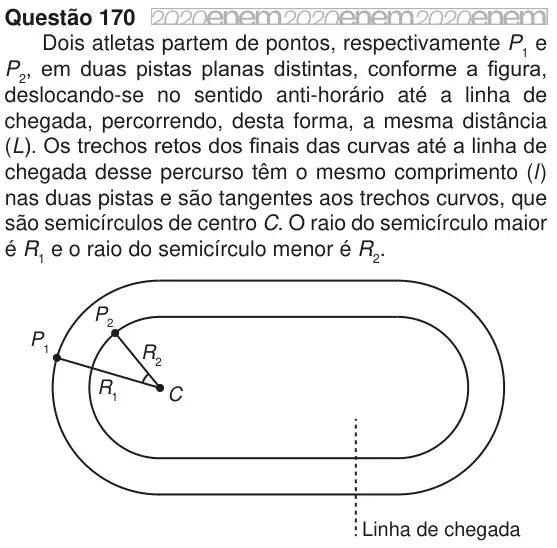 Questão 170 2020enem2020enem2020enem
Dois atletas partem de pontos, respectivamente P₁ e
P₂, em duas pistas planas distintas, conforme a figura,
deslocando-se no sentido anti-horário até a linha de
chegada, percorrendo, desta forma, a mesma distância
(L). Os trechos retos dos finais das curvas até a linha de
chegada desse percurso têm o mesmo comprimento (l)
nas duas pistas e são tangentes aos trechos curvos, que
são semicírculos de centro C. O raio do semicírculo maior
é R₁ e o raio do semicírculo menor é R₂.
P₂
P₁
R₂
R₁
C
Linha de chegada